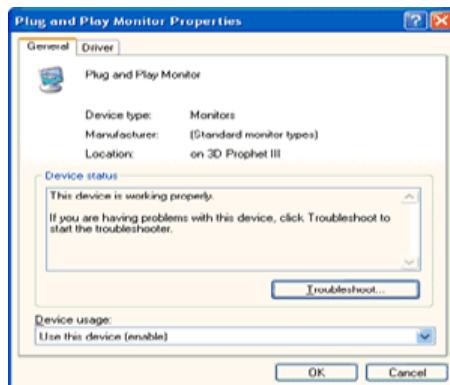 Plug and Play Monitor Properties
General Driver
Plug and Play Monitor
Device type: Monitors
Manufacturer: (Standard monitor types)
Location: on 3D Prophet III
Device status
This device is working properly.
If you are having problems with this device, click Troubleshoot to
start the troubleshooter.
Troubleshoot...
Device usage:
Use this device (enable)
OK Cancel